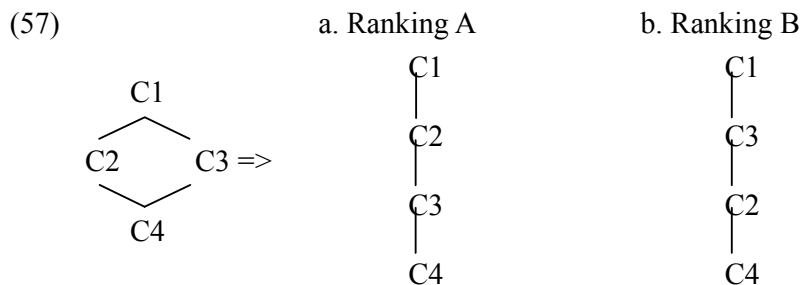 (57) a. Ranking A b. Ranking B
C1 C1
C1
C2 C3
C2 C3 =>
C3 C2
C4
C4 C4